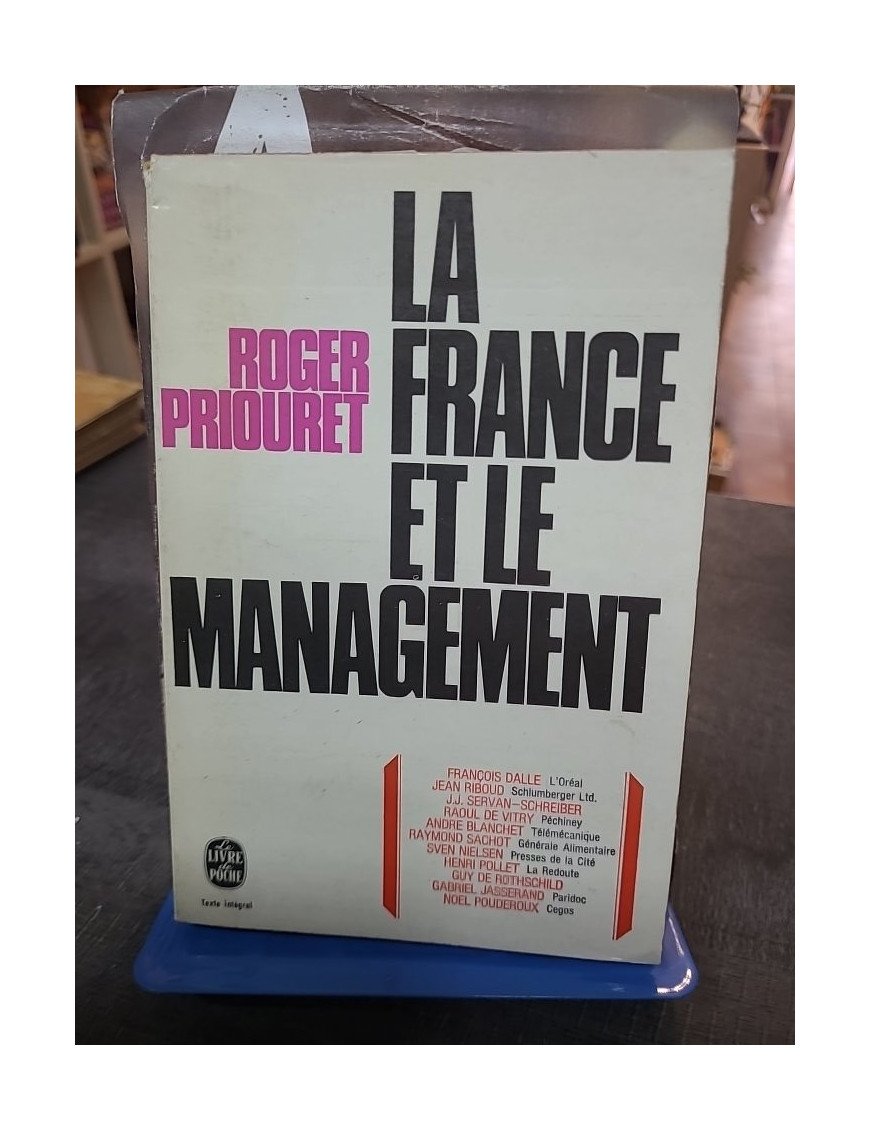 LA
FRANCE
ET LE
MANAGEMENT
ROGER
PRIOURET
FRANÇOIS DALLE L'Oréal
JEAN RIBOUD Schlumberger Ltd.
J.J. SERVAN-SCHREIBER
RAOUL DE VITRY Péchiney
ANDRE BLANCHET Télémécanique
RAYMOND SACHOT Générale Alimentaire
SVEN NIELSEN Presses de la Cité
HENRI POLLET La Redoute
GUY DE ROTHSCHILD
GABRIEL JASSERAND Paridoc
NOEL POUDEROUX Cegos
Le
LIVRE
de
POCHE
Texte intégral